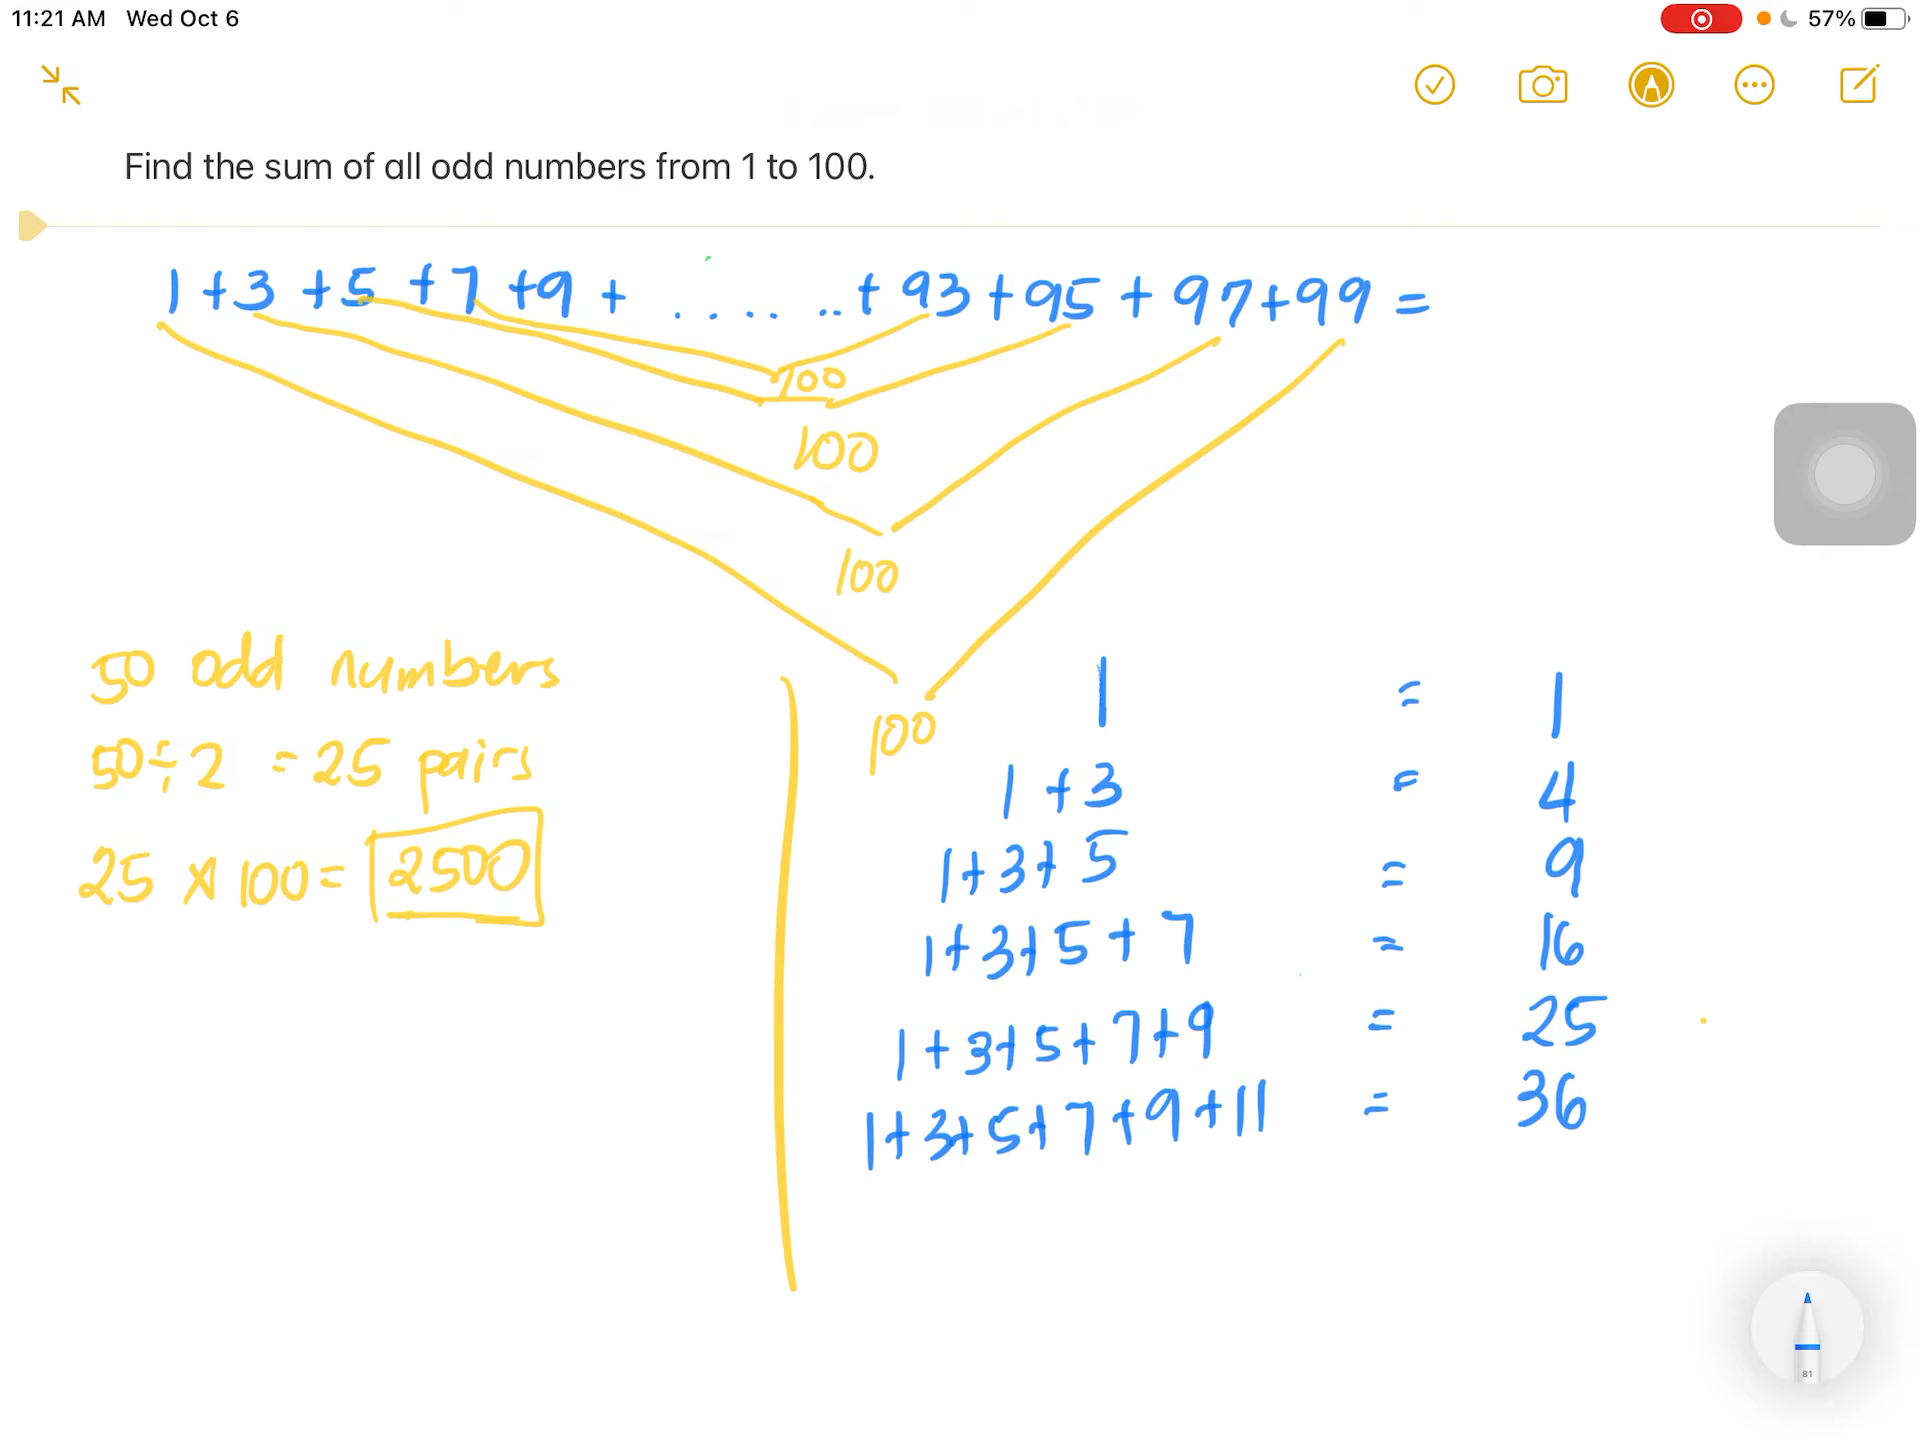 11:21 AM Wed Oct 6 57%
Find the sum of all odd numbers from 1 to 100.
1 + 3 + 5 + 7 + 9 + ....... + 93 + 95 + 97 + 99 =
100
100
100
100
50 odd numbers
50 ÷ 2 = 25 pairs
25 × 100 = 2500
1 = 1
1 + 3 = 4
1 + 3 + 5 = 9
1 + 3 + 5 + 7 = 16
1 + 3 + 5 + 7 + 9 = 25
1 + 3 + 5 + 7 + 9 + 11 = 36
81